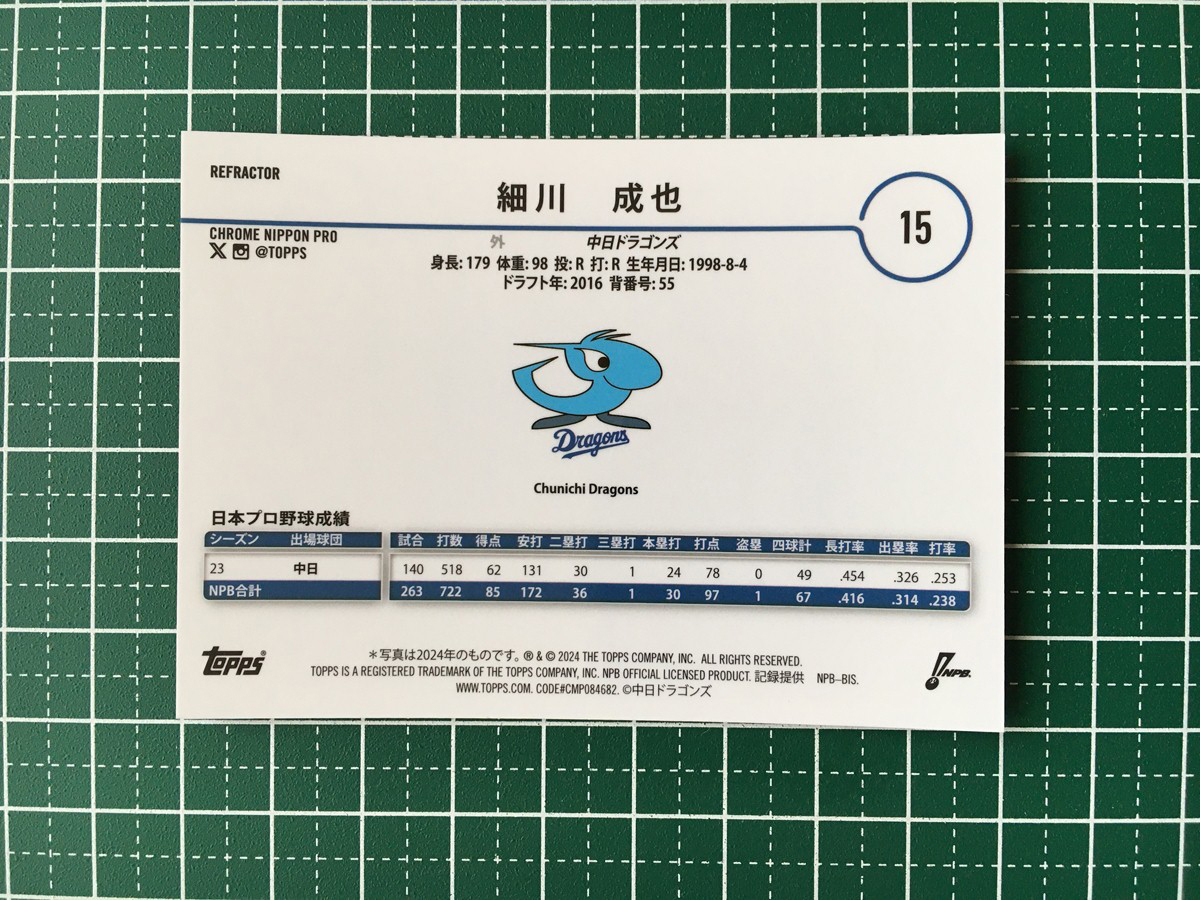 REFRACTOR
細川 成也
15
CHROME NIPPON PRO
@TOPPS
外 中日ドラゴンズ
身長: 179 体重: 98 投: R 打: R 生年月日: 1998-8-4
ドラフト年: 2016 背番号: 55
Dragons
Chunichi Dragons
日本プロ野球成績
シーズン 出場球団 試合 打数 得点 安打 二塁打 三塁打 本塁打 打点 盗塁 四球計 長打率 出塁率 打率
23 中日 140 518 62 131 30 1 24 78 0 49 .454 .326 .253
NPB合計 263 722 85 172 36 1 30 97 1 67 .416 .314 .238
topps®
＊写真は2024年のものです。® & © 2024 THE TOPPS COMPANY, INC. ALL RIGHTS RESERVED.
TOPPS IS A REGISTERED TRADEMARK OF THE TOPPS COMPANY, INC. NPB OFFICIAL LICENSED PRODUCT. 記録提供 NPB-BIS.
WWW.TOPPS.COM. CODE#CMP084682. ©中日ドラゴンズ
NPB.